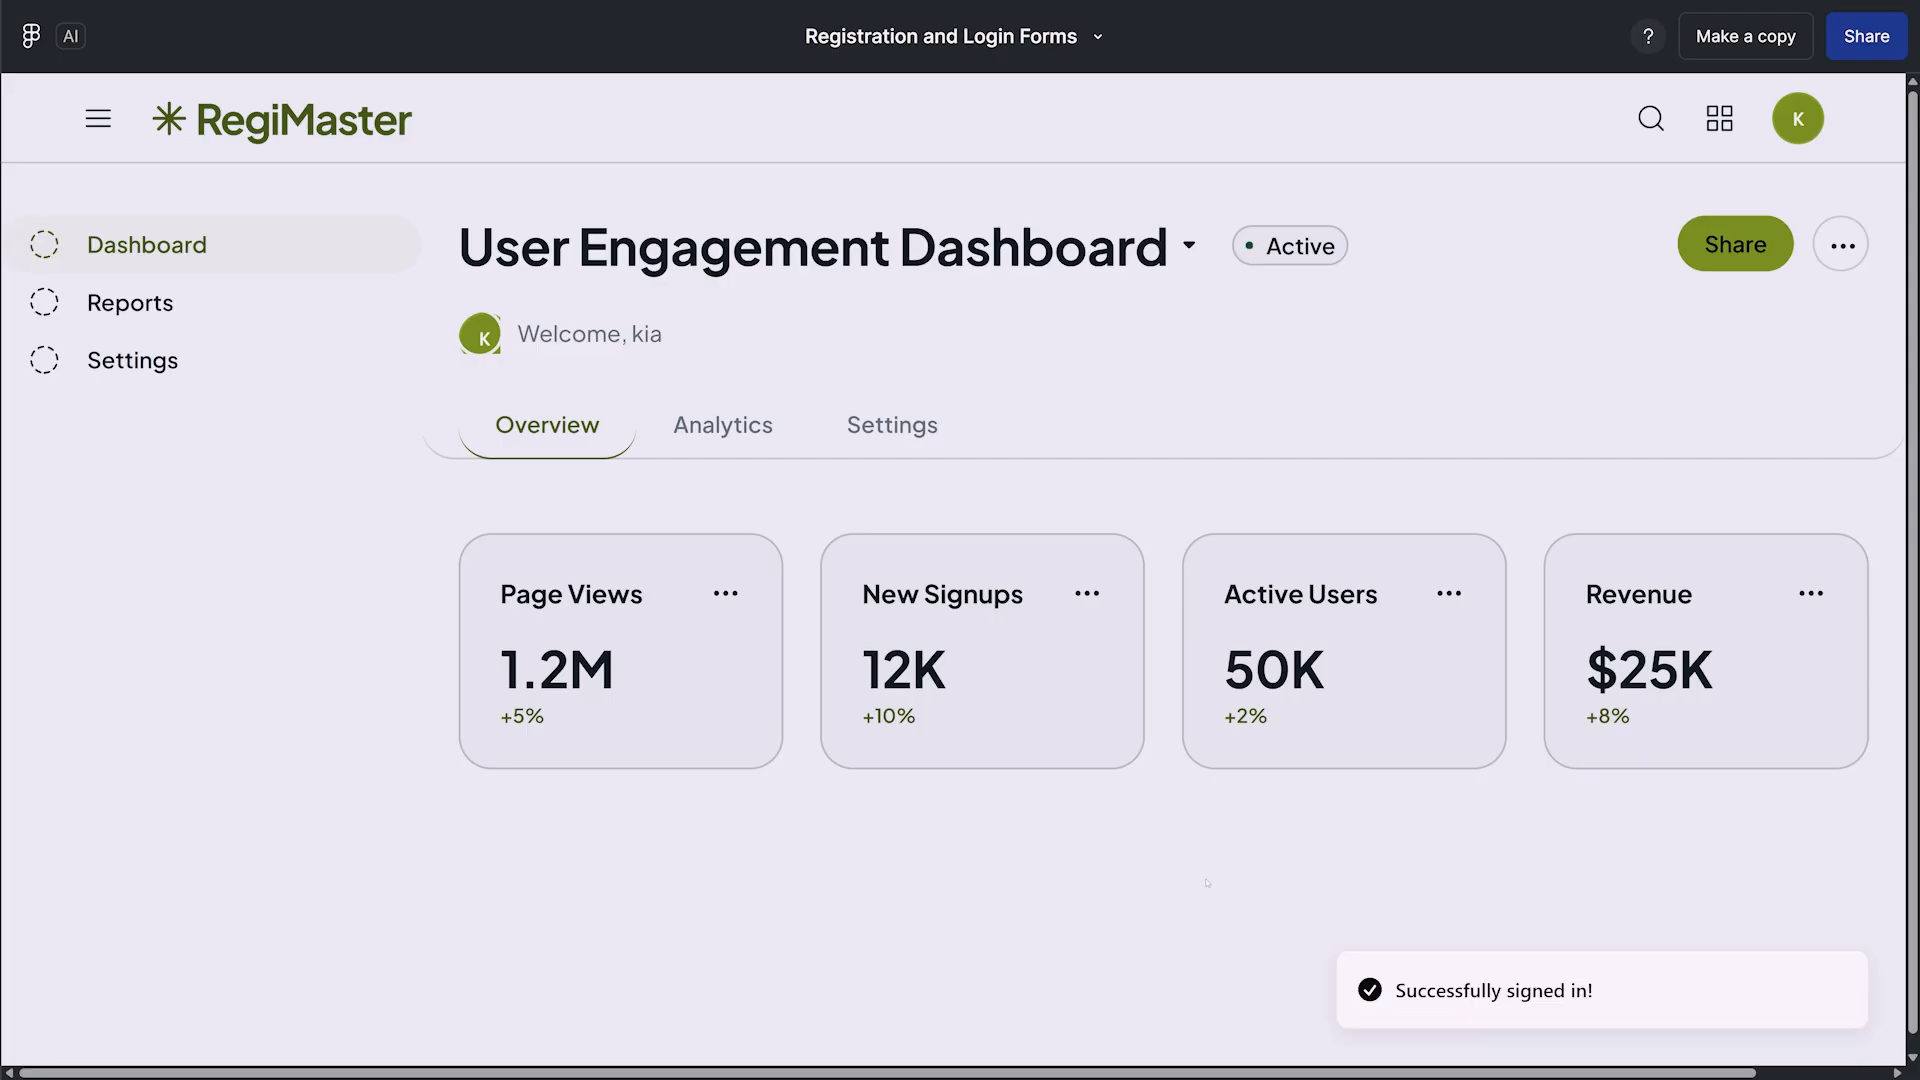 AI
Registration and Login Forms
?
Make a copy
Share
RegiMaster
K
Dashboard
Reports
Settings
User Engagement Dashboard
Active
Share
K
Welcome, kia
Overview
Analytics
Settings
Page Views
1.2M
+5%
New Signups
12K
+10%
Active Users
50K
+2%
Revenue
$25K
+8%
Successfully signed in!